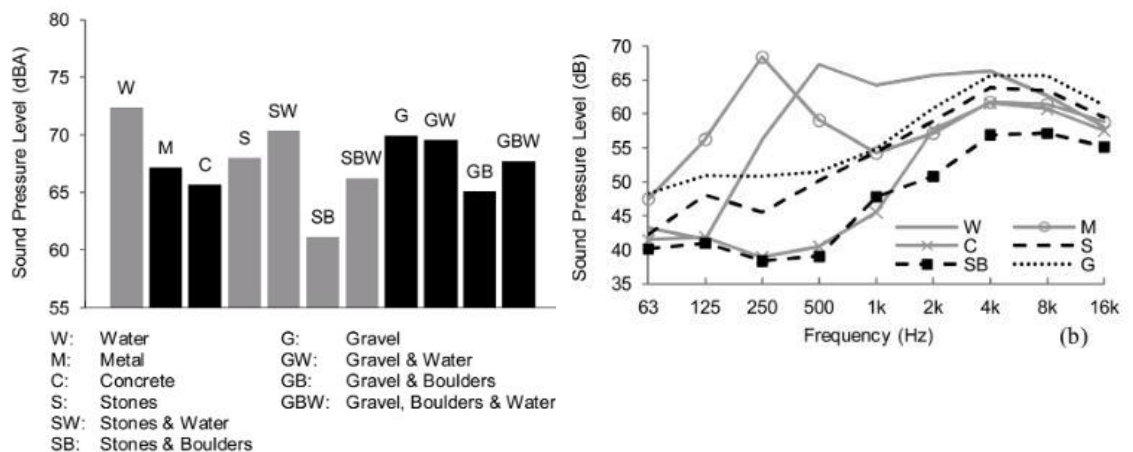 Sound Pressure Level (dBA)
80
75
70
65
60
55
W
M
C
S
SW
SB
SBW
G
GW
GB
GBW
W: Water
M: Metal
C: Concrete
S: Stones
SW: Stones & Water
SB: Stones & Boulders
G: Gravel
GW: Gravel & Water
GB: Gravel & Boulders
GBW: Gravel, Boulders & Water
Sound Pressure Level (dB)
70
65
60
55
50
45
40
35
W M
C S
SB G
63 125 250 500 1k 2k 4k 8k 16k
Frequency (Hz)
(b)